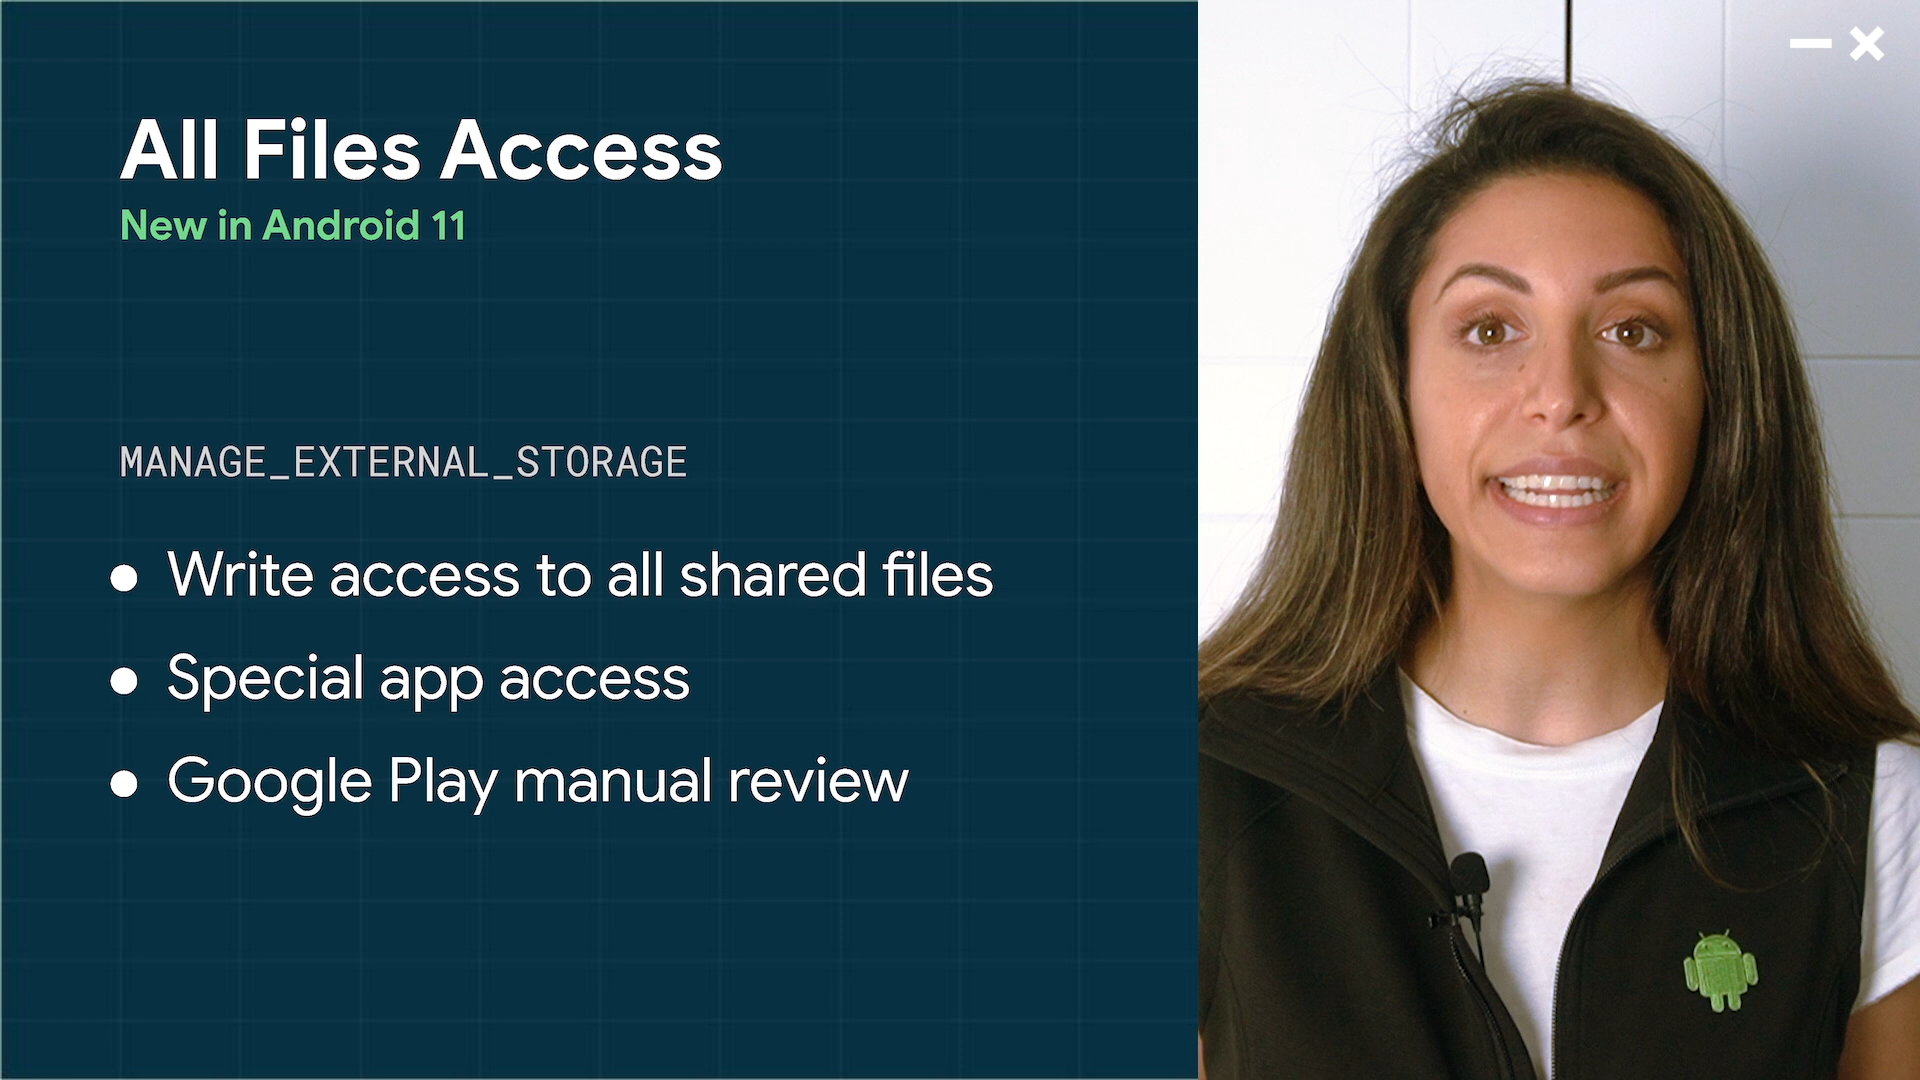 All Files Access
New in Android 11
MANAGE_EXTERNAL_STORAGE
Write access to all shared files
Special app access
Google Play manual review